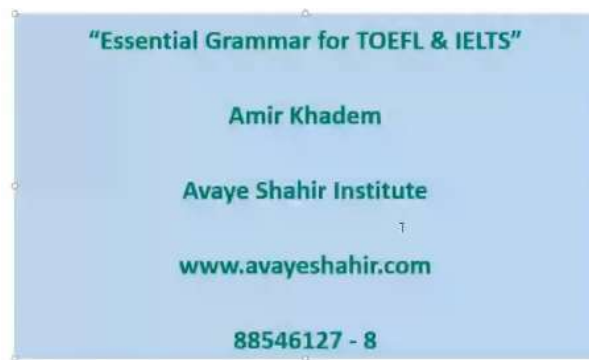 “Essential Grammar for TOEFL & IELTS”
Amir Khadem
Avaye Shahir Institute
www.avayeshahir.com
88546127 - 8